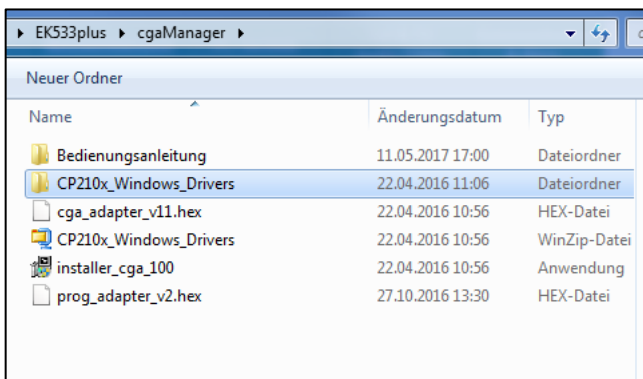 EK533plus ▸ cgaManager ▸
Neuer Ordner
Name Änderungsdatum Typ
Bedienungsanleitung 11.05.2017 17:00 Dateiordner
CP210x_Windows_Drivers 22.04.2016 11:06 Dateiordner
cga_adapter_v11.hex 22.04.2016 10:56 HEX-Datei
CP210x_Windows_Drivers 22.04.2016 10:56 WinZip-Datei
installer_cga_100 22.04.2016 10:56 Anwendung
prog_adapter_v2.hex 27.10.2016 13:30 HEX-Datei